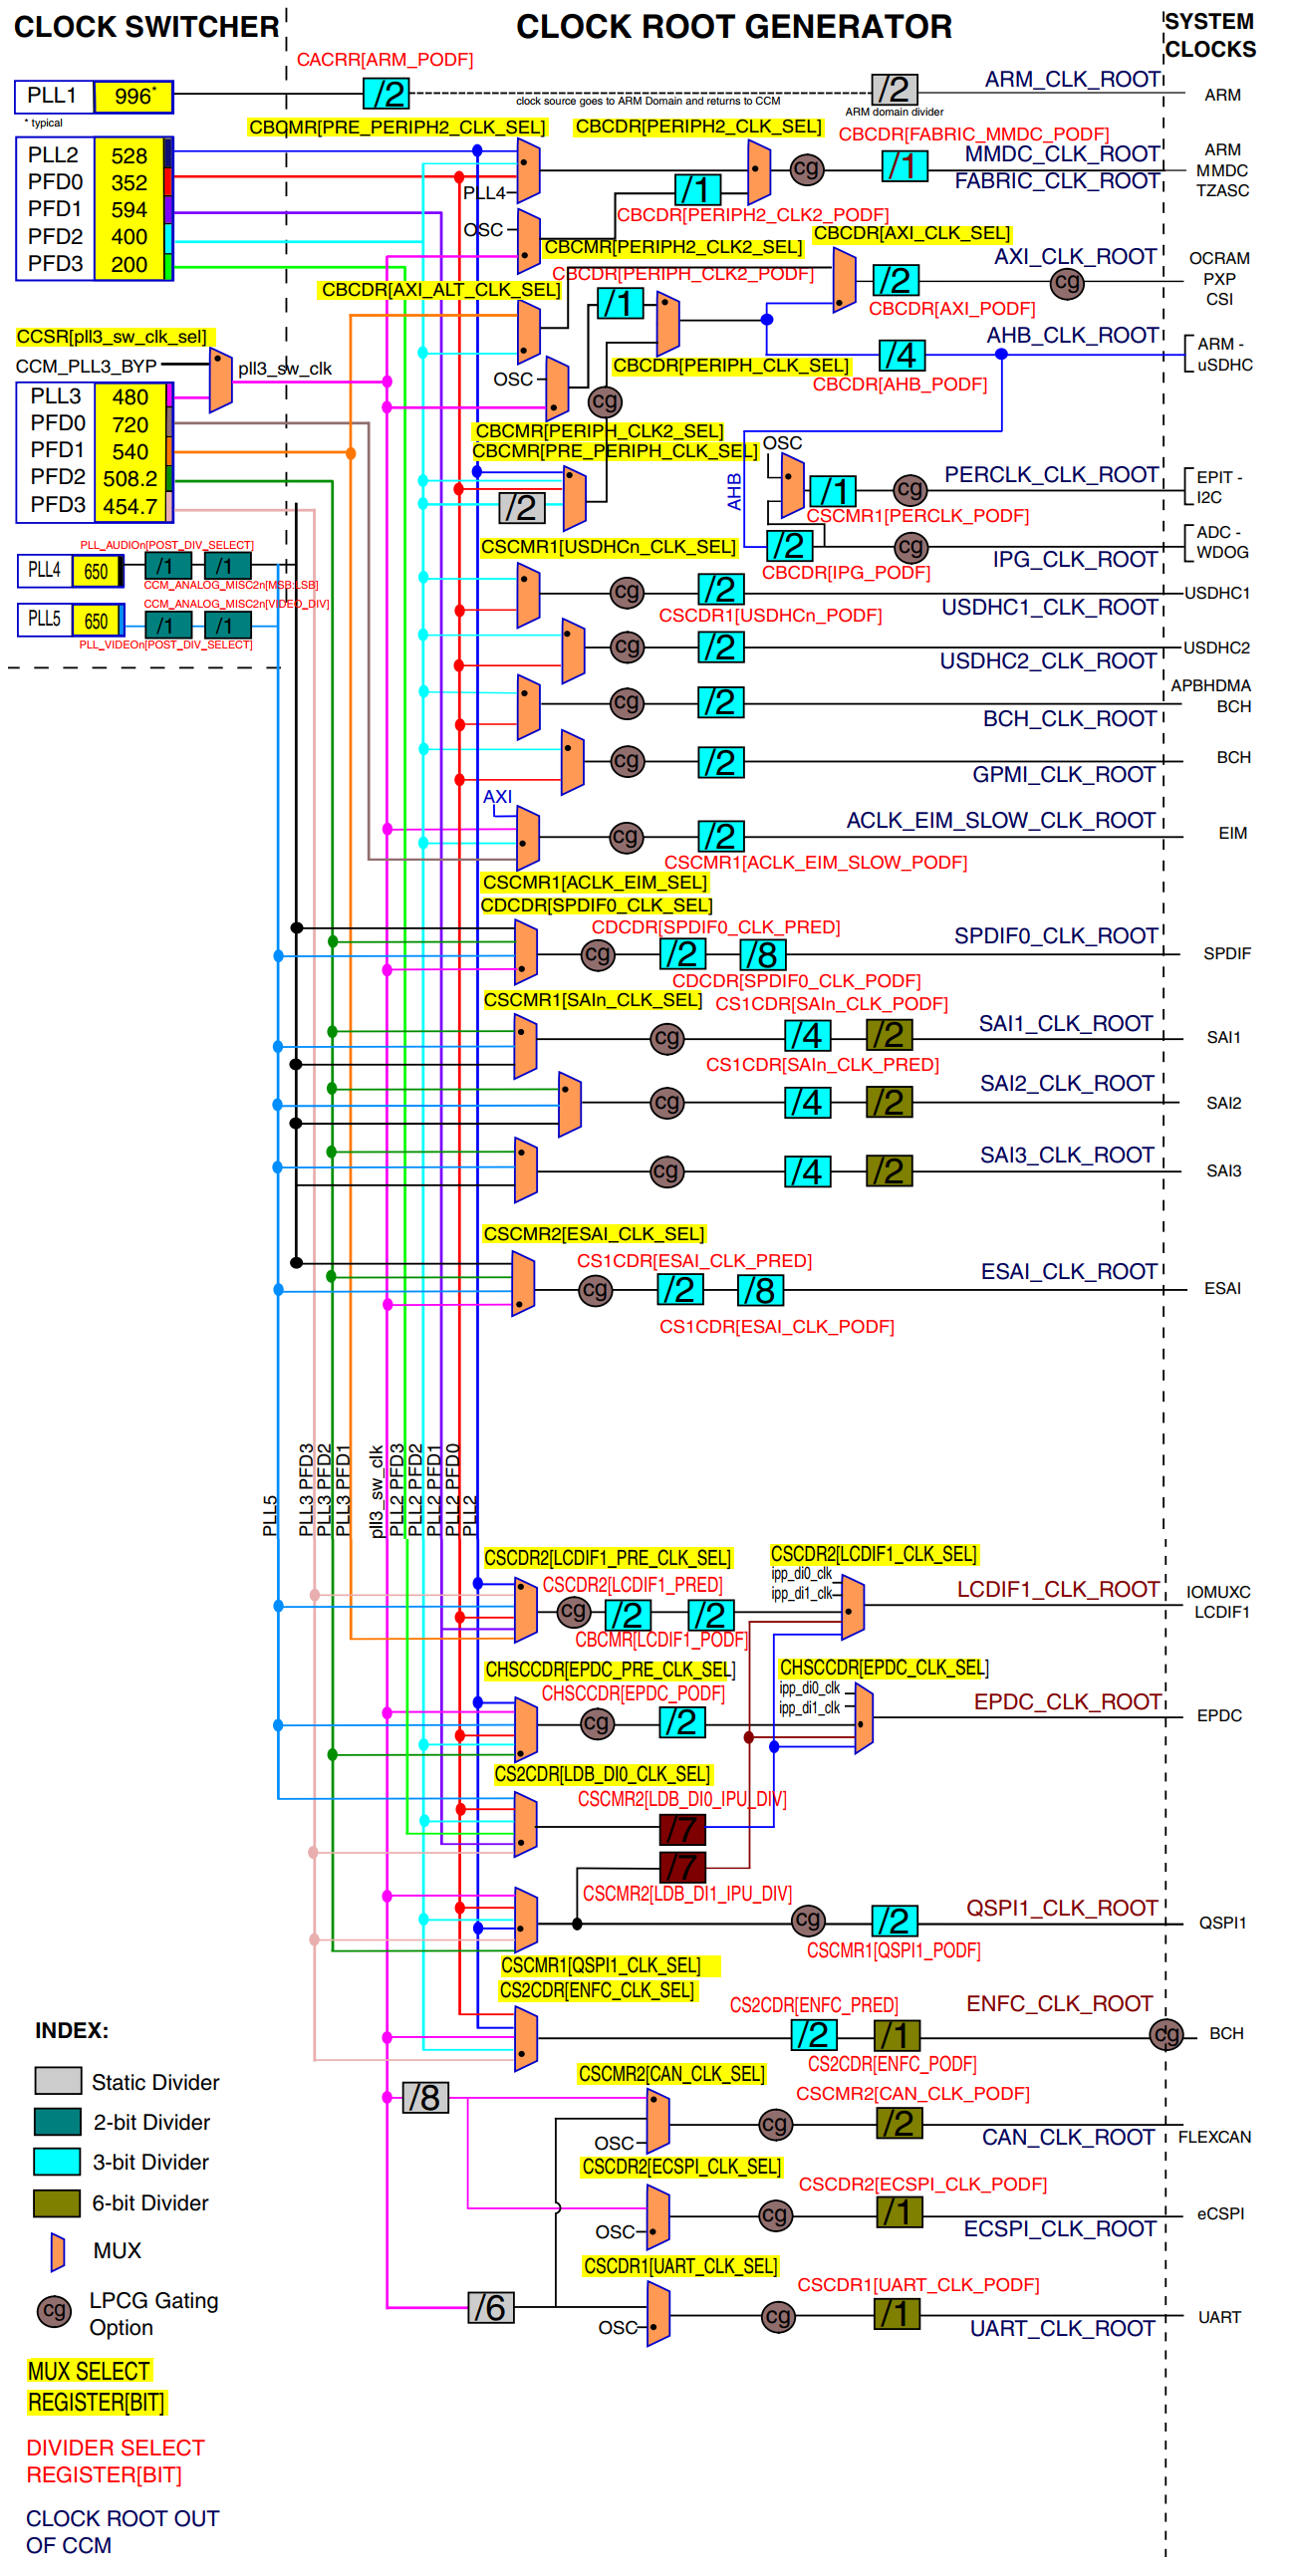 CLOCK SWITCHER
CLOCK ROOT GENERATOR
SYSTEM
CLOCKS
CACRR[ARM_PODF]
PLL1 996*
/2
clock source goes to ARM Domain and returns to CCM
/2
ARM domain divider
ARM_CLK_ROOT
ARM
* typical
CBCMR[PRE_PERIPH2_CLK_SEL]
CBCDR[PERIPH2_CLK_SEL]
CBCDR[FABRIC_MMDC_PODF]
PLL2 528
PFD0 352
PFD1 594
PFD2 400
PFD3 200
PLL4
/1
cg
/1
MMDC_CLK_ROOT
FABRIC_CLK_ROOT
ARM
MMDC
TZASC
CBCDR[PERIPH2_CLK2_PODF]
OSC
CBCMR[PERIPH2_CLK2_SEL]
CBCDR[AXI_CLK_SEL]
CBCDR[PERIPH_CLK2_PODF]
AXI_CLK_ROOT
/2
cg
OCRAM
PXP
CSI
CBCDR[AXI_ALT_CLK_SEL]
/1
CBCDR[AXI_PODF]
CCSR[pll3_sw_clk_sel]
CCM_PLL3_BYP
pll3_sw_clk
AHB_CLK_ROOT
/4
ARM -
uSDHC
CBCDR[PERIPH_CLK_SEL]
CBCDR[AHB_PODF]
OSC
cg
PLL3 480
PFD0 720
PFD1 540
PFD2 508.2
PFD3 454.7
CBCMR[PERIPH_CLK2_SEL]
CBCMR[PRE_PERIPH_CLK_SEL]
OSC
AHB
/2
/1
cg
PERCLK_CLK_ROOT
EPIT -
I2C
CSCMR1[PERCLK_PODF]
/2
cg
IPG_CLK_ROOT
ADC -
WDOG
CBCDR[IPG_PODF]
PLL_AUDIOn[POST_DIV_SELECT]
PLL4 650
/1
/1
CCM_ANALOG_MISC2n[MSB:LSB]
CCM_ANALOG_MISC2n[VIDEO_DIV]
PLL5 650
/1
/1
PLL_VIDEOn[POST_DIV_SELECT]
CSCMR1[USDHCn_CLK_SEL]
cg
/2
USDHC1_CLK_ROOT
USDHC1
CSCDR1[USDHCn_PODF]
cg
/2
USDHC2_CLK_ROOT
USDHC2
cg
/2
BCH_CLK_ROOT
APBHDMA
BCH
cg
/2
GPMI_CLK_ROOT
BCH
AXI
cg
/2
ACLK_EIM_SLOW_CLK_ROOT
EIM
CSCMR1[ACLK_EIM_SLOW_PODF]
CSCMR1[ACLK_EIM_SEL]
CDCDR[SPDIF0_CLK_SEL]
CDCDR[SPDIF0_CLK_PRED]
cg
/2
/8
SPDIF0_CLK_ROOT
SPDIF
CDCDR[SPDIF0_CLK_PODF]
CSCMR1[SAIn_CLK_SEL]
CS1CDR[SAIn_CLK_PODF]
cg
/4
/2
SAI1_CLK_ROOT
SAI1
CS1CDR[SAIn_CLK_PRED]
cg
/4
/2
SAI2_CLK_ROOT
SAI2
cg
/4
/2
SAI3_CLK_ROOT
SAI3
CSCMR2[ESAI_CLK_SEL]
CS1CDR[ESAI_CLK_PRED]
cg
/2
/8
ESAI_CLK_ROOT
ESAI
CS1CDR[ESAI_CLK_PODF]
PLL5
PLL3 PFD3
PLL3 PFD2
PLL3 PFD1
pll3_sw_clk
PLL2 PFD3
PLL2 PFD2
PLL2 PFD1
PLL2 PFD0
PLL2
CSCDR2[LCDIF1_PRE_CLK_SEL]
CSCDR2[LCDIF1_CLK_SEL]
CSCDR2[LCDIF1_PRED]
ipp_di0_clk
ipp_di1_clk
cg
/2
/2
LCDIF1_CLK_ROOT
IOMUXC
LCDIF1
CBCMR[LCDIF1_PODF]
CHSCCDR[EPDC_PRE_CLK_SEL]
CHSCCDR[EPDC_CLK_SEL]
CHSCCDR[EPDC_PODF]
ipp_di0_clk
ipp_di1_clk
cg
/2
EPDC_CLK_ROOT
EPDC
CS2CDR[LDB_DI0_CLK_SEL]
CSCMR2[LDB_DI0_IPU_DIV]
/7
/7
CSCMR2[LDB_DI1_IPU_DIV]
cg
/2
QSPI1_CLK_ROOT
QSPI1
CSCMR1[QSPI1_PODF]
CSCMR1[QSPI1_CLK_SEL]
CS2CDR[ENFC_CLK_SEL]
CS2CDR[ENFC_PRED]
/2
/1
ENFC_CLK_ROOT
cg
BCH
CS2CDR[ENFC_PODF]
CSCMR2[CAN_CLK_SEL]
CSCMR2[CAN_CLK_PODF]
/8
OSC
cg
/2
CAN_CLK_ROOT
FLEXCAN
CSCDR2[ECSPI_CLK_SEL]
CSCDR2[ECSPI_CLK_PODF]
OSC
cg
/1
ECSPI_CLK_ROOT
eCSPI
CSCDR1[UART_CLK_SEL]
CSCDR1[UART_CLK_PODF]
/6
OSC
cg
/1
UART_CLK_ROOT
UART
INDEX:
Static Divider
2-bit Divider
3-bit Divider
6-bit Divider
MUX
cg
LPCG Gating
Option
MUX SELECT
REGISTER[BIT]
DIVIDER SELECT
REGISTER[BIT]
CLOCK ROOT OUT
OF CCM